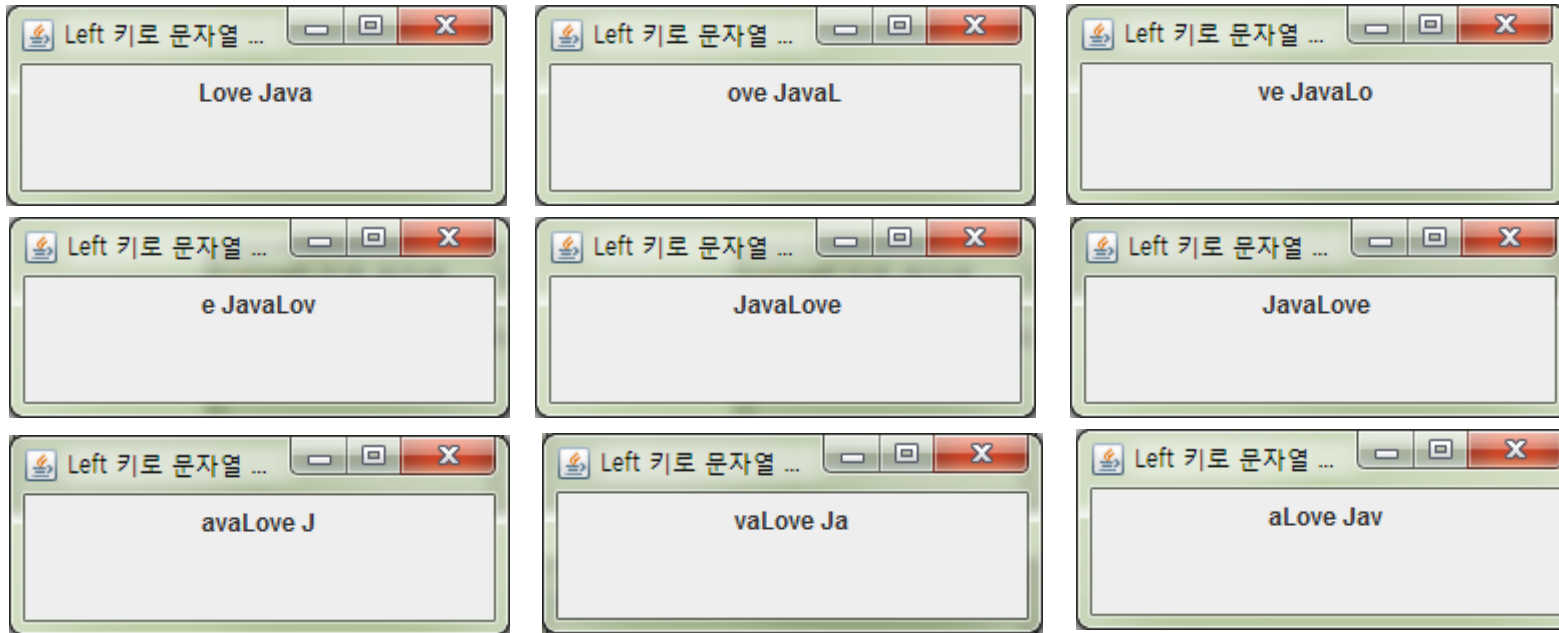 Left 키로 문자열 ...
Love Java
Left 키로 문자열 ...
ove JavaL
Left 키로 문자열 ...
ve JavaLo
Left 키로 문자열 ...
e JavaLov
Left 키로 문자열 ...
JavaLove
Left 키로 문자열 ...
JavaLove
Left 키로 문자열 ...
avaLove J
Left 키로 문자열 ...
vaLove Ja
Left 키로 문자열 ...
aLove Jav